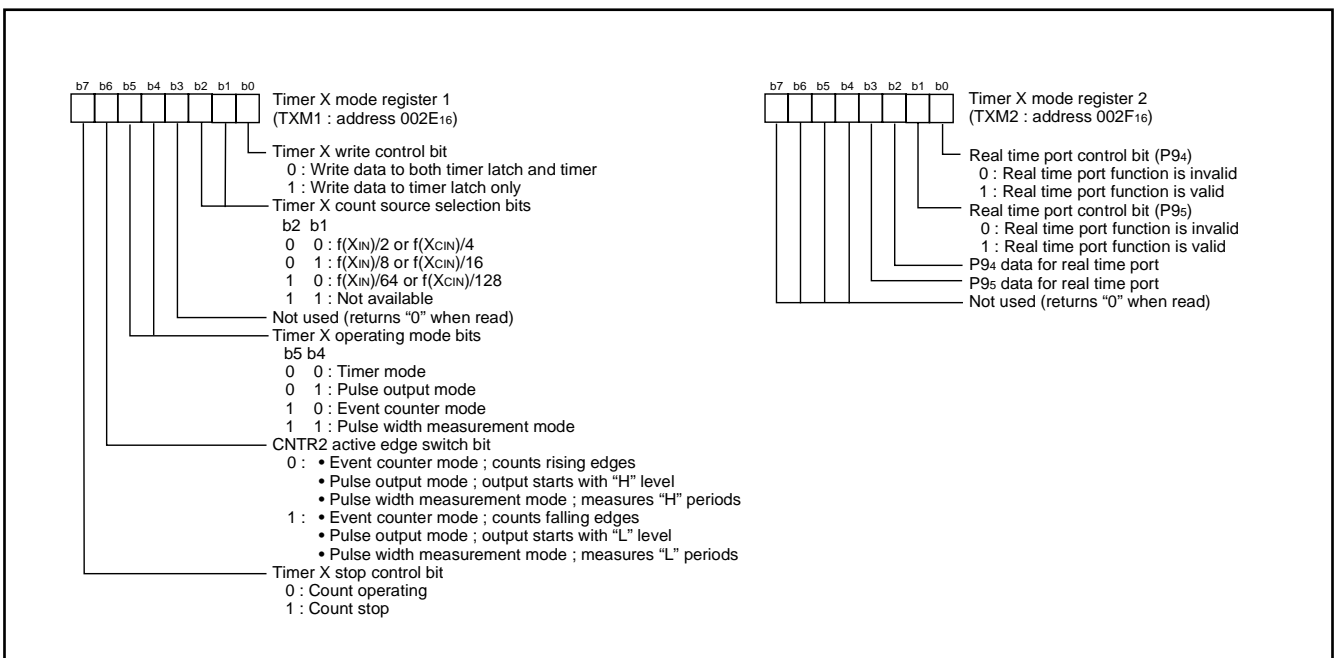 b7 b6 b5 b4 b3 b2 b1 b0
Timer X mode register 1
(TXM1 : address 002E16)
Timer X write control bit
0 : Write data to both timer latch and timer
1 : Write data to timer latch only
Timer X count source selection bits
b2 b1
0 0 : f(XIN)/2 or f(XCIN)/4
0 1 : f(XIN)/8 or f(XCIN)/16
1 0 : f(XIN)/64 or f(XCIN)/128
1 1 : Not available
Not used (returns “0” when read)
Timer X operating mode bits
b5 b4
0 0 : Timer mode
0 1 : Pulse output mode
1 0 : Event counter mode
1 1 : Pulse width measurement mode
CNTR2 active edge switch bit
0 : • Event counter mode ; counts rising edges
• Pulse output mode ; output starts with “H” level
• Pulse width measurement mode ; measures “H” periods
1 : • Event counter mode ; counts falling edges
• Pulse output mode ; output starts with “L” level
• Pulse width measurement mode ; measures “L” periods
Timer X stop control bit
0 : Count operating
1 : Count stop
b7 b6 b5 b4 b3 b2 b1 b0
Timer X mode register 2
(TXM2 : address 002F16)
Real time port control bit (P94)
0 : Real time port function is invalid
1 : Real time port function is valid
Real time port control bit (P95)
0 : Real time port function is invalid
1 : Real time port function is valid
P94 data for real time port
P95 data for real time port
Not used (returns “0” when read)